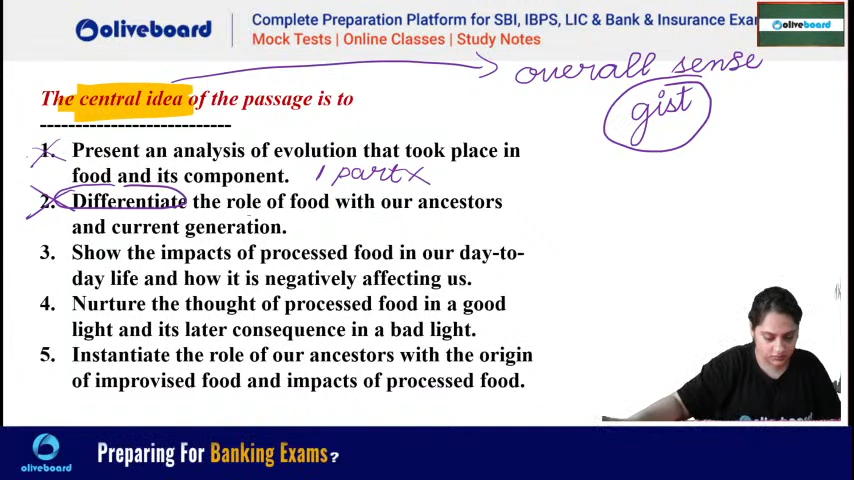 oliveboard
Complete Preparation Platform for SBI, IBPS, LIC & Bank & Insurance Exa
Mock Tests | Online Classes | Study Notes
oliveboard
overall sense
gist
The central idea of the passage is to
---------------------------
1. Present an analysis of evolution that took place in
food and its component. 1 part x
2. Differentiate the role of food with our ancestors
and current generation.
3. Show the impacts of processed food in our day-to-
day life and how it is negatively affecting us.
4. Nurture the thought of processed food in a good
light and its later consequence in a bad light.
5. Instantiate the role of our ancestors with the origin
of improvised food and impacts of processed food.
oliveboard
oliveboard
Preparing For Banking Exams?